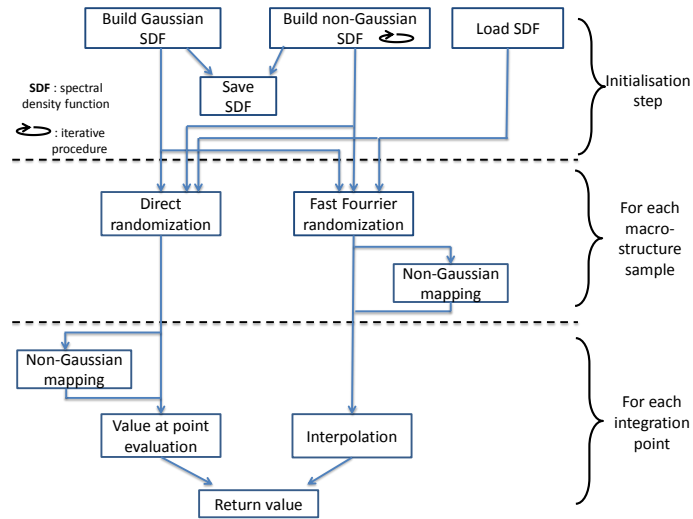 Build Gaussian
SDF
Build non-Gaussian
SDF
Load SDF
SDF : spectral
density function
: iterative
procedure
Save
SDF
Initialisation
step
Direct
randomization
Fast Fourrier
randomization
For each
macro-
structure
sample
Non-Gaussian
mapping
Non-Gaussian
mapping
Value at point
evaluation
Interpolation
For each
integration
point
Return value